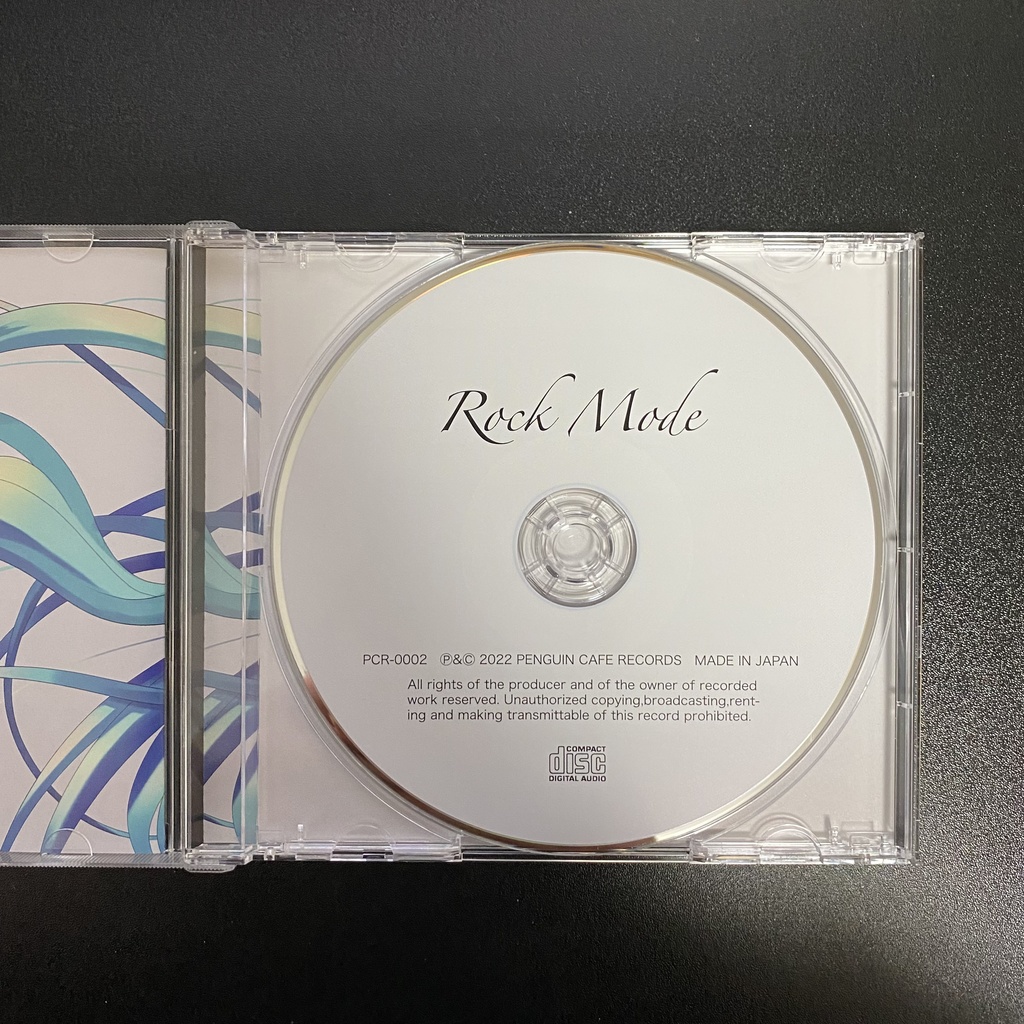 Rock Mode
PCR-0002 Ⓟ&Ⓒ 2022 PENGUIN CAFE RECORDS MADE IN JAPAN
All rights of the producer and of the owner of recorded
work reserved. Unauthorized copying,broadcasting,rent-
ing and making transmittable of this record prohibited.
COMPACT
disc
DIGITAL AUDIO